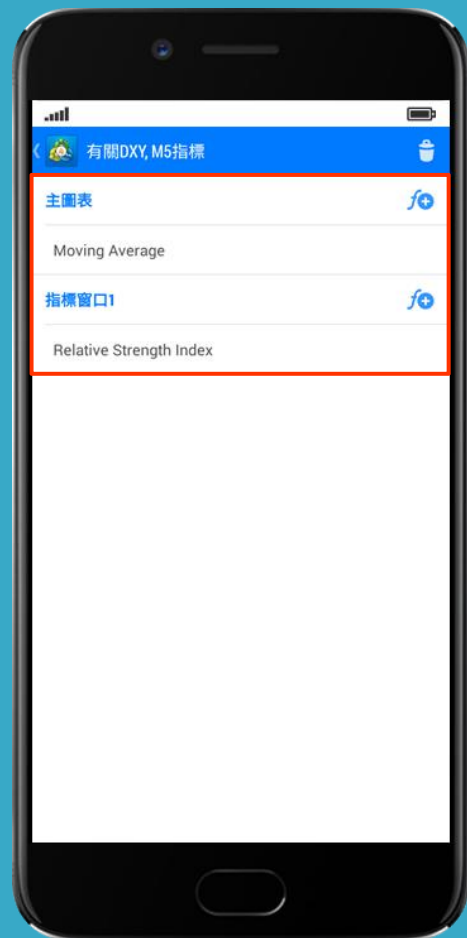 有關DXY, M5指標
主圖表
Moving Average
指標窗口1
Relative Strength Index